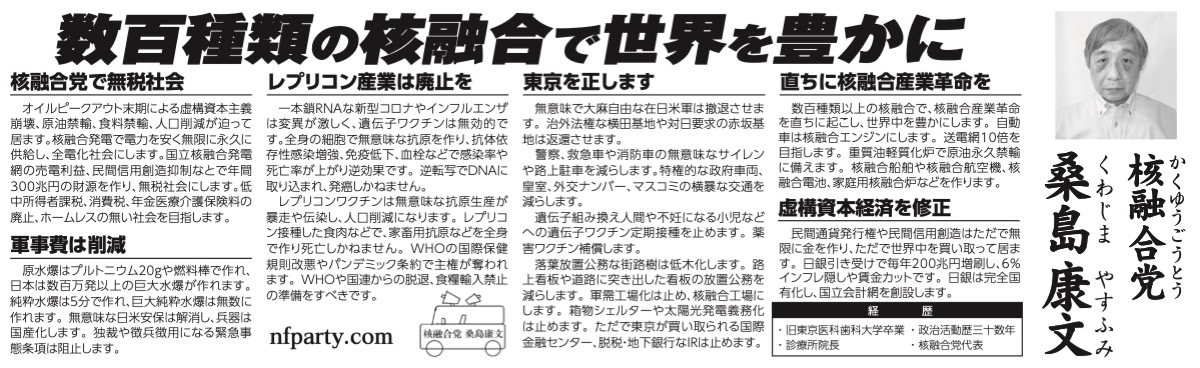 数百種類の核融合で世界を豊かに
核融合党で無税社会
オイルピークアウト末期による虚構資本主義
崩壊、原油禁輸、食料禁輸、人口削減が迫って
居ます。核融合発電で電力を安く無限に永久に
供給し、全電化社会にします。国立核融合発電
網の売電利益、民間信用創造抑制などで年間
300兆円の財源を作り、無税社会にします。低
中所得者課税、消費税、年金医療介護保険料の
廃止、ホームレスの無い社会を目指します。
軍事費は削減
原水爆はプルトニウム20gや燃料棒で作れ、
日本は数百万発以上の巨大水爆が作れます。
純粋水爆は5分で作れ、巨大純粋水爆は無数に
作れます。無意味な日米安保は解消し、兵器は
国産化します。独裁や徴兵徴用になる緊急事
態条項は阻止します。
レプリコン産業は廃止を
一本鎖RNAな新型コロナやインフルエンザ
は変異が激しく、遺伝子ワクチンは無効的で
す。全身の細胞で無意味な抗原を作り、抗体依
存性感染増強、免疫低下、血栓などで感染率や
死亡率が上がり逆効果です。逆転写でDNAに
取り込まれ、発癌しかねません。
レプリコンワクチンは無意味な抗原生産が
暴走や伝染し、人口削減になります。レプリコ
ン接種した食肉などで、家畜用抗原などを全身
で作り死亡しかねません。WHOの国際保健
規則改悪やパンデミック条約で主権が奪われ
ます。WHOや国連からの脱退、食糧輸入禁止
の準備をすべきです。
nfparty.com
核融合党 桑島康文
東京を正します
無意味で大麻自由な在日米軍は撤退させま
す。治外法権な横田基地や対日要求の赤坂基
地は返還させます。
警察、救急車や消防車の無意味なサイレン
や路上駐車を減らします。特権的な政府車両、
皇室、外交ナンバー、マスコミの横暴な交通を
減らします。
遺伝子組み換え人間や不妊になる小児など
への遺伝子ワクチン定期接種を止めます。薬
害ワクチン補償します。
落葉放置公務な街路樹は低木化します。路
上看板や道路に突き出した看板の放置公務を
減らします。軍需工場化は止め、核融合工場に
します。箱物シェルターや太陽光発電義務化
は止めます。ただで東京が買い取られる国際
金融センター、脱税・地下銀行なIRは止めます。
直ちに核融合産業革命を
数百種類以上の核融合で、核融合産業革命
を直ちに起こし、世界中を豊かにします。自動
車は核融合エンジンにします。送電網10倍を
目指します。重質油軽質化炉で原油永久禁輸
に備えます。核融合船舶や核融合航空機、核
融合電池、家庭用核融合炉などを作ります。
虚構資本経済を修正
民間通貨発行権や民間信用創造はただで無
限に金を作り、ただで世界中を買い取って居ま
す。日銀引き受けで毎年200兆円増刷し、6%
インフレ隠しや賃金カットです。日銀は完全国
有化し、国立会計網を創設します。
経 歴
・旧東京医科歯科大学卒業 ・政治活動歴三十数年
・診療所院長 ・核融合党代表
かくゆうごうとう
核融合党
くわじま やすふみ
桑島康文